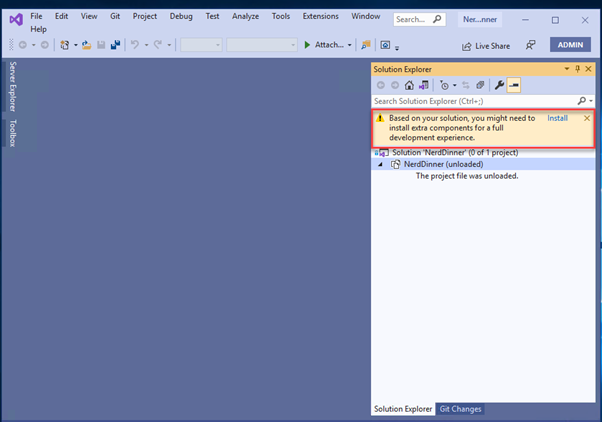 File Edit View Git Project Debug Test Analyze Tools Extensions Window Search... Ner...nner
Help
Attach... Live Share ADMIN
Server Explorer
Toolbox
Solution Explorer
Search Solution Explorer (Ctrl+;)
Based on your solution, you might need to Install
install extra components for a full
development experience.
Solution 'NerdDinner' (0 of 1 project)
NerdDinner (unloaded)
The project file was unloaded.
Solution Explorer Git Changes